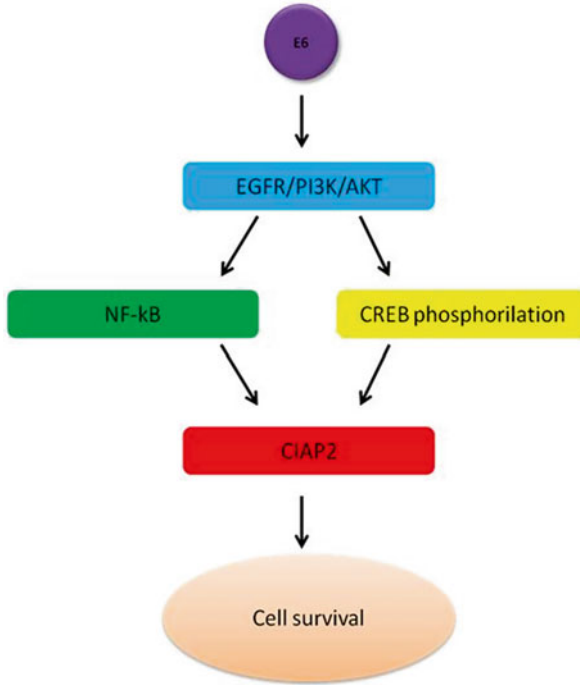 E6
EGFR/PI3K/AKT
NF-kB
CREB phosphorilation
CIAP2
Cell survival